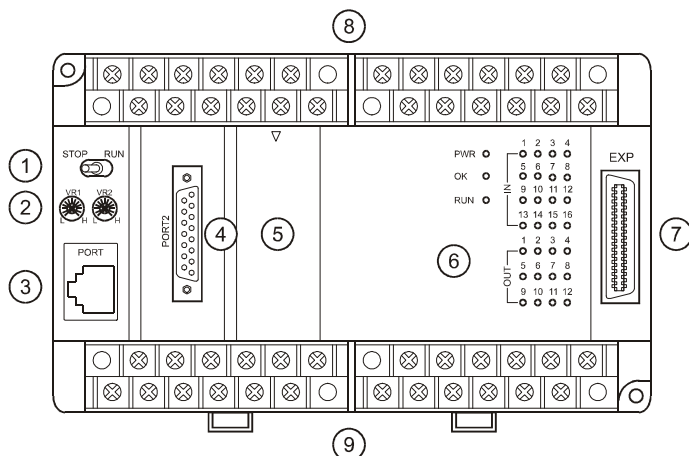 8
1
STOP RUN
PWR
OK
RUN
1 2 3 4
5 6 7 8
IN
9 10 11 12
13 14 15 16
1 2 3 4
5 6 7 8
OUT
9 10 11 12
EXP
2
VR1 VR2
L H L H
PORT2
4
5
6
7
3
PORT
9